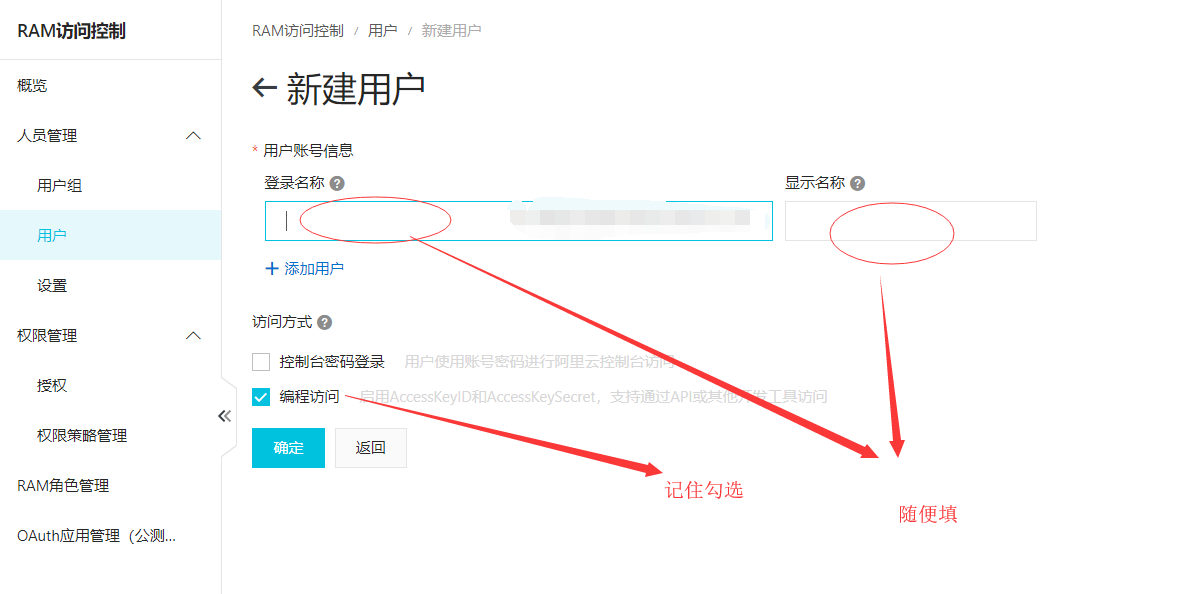 RAM访问控制
概览
人员管理
用户组
用户
设置
权限管理
授权
权限策略管理
RAM角色管理
OAuth应用管理（公测...
RAM访问控制 / 用户 / 新建用户
新建用户
* 用户账号信息
登录名称 ? 显示名称 ?
+ 添加用户
访问方式 ?
控制台密码登录 用户使用账号密码进行阿里云控制台访问
编程访问 启用AccessKeyID和AccessKeySecret，支持通过API或其他开发工具访问
确定 返回
记住勾选
随便填